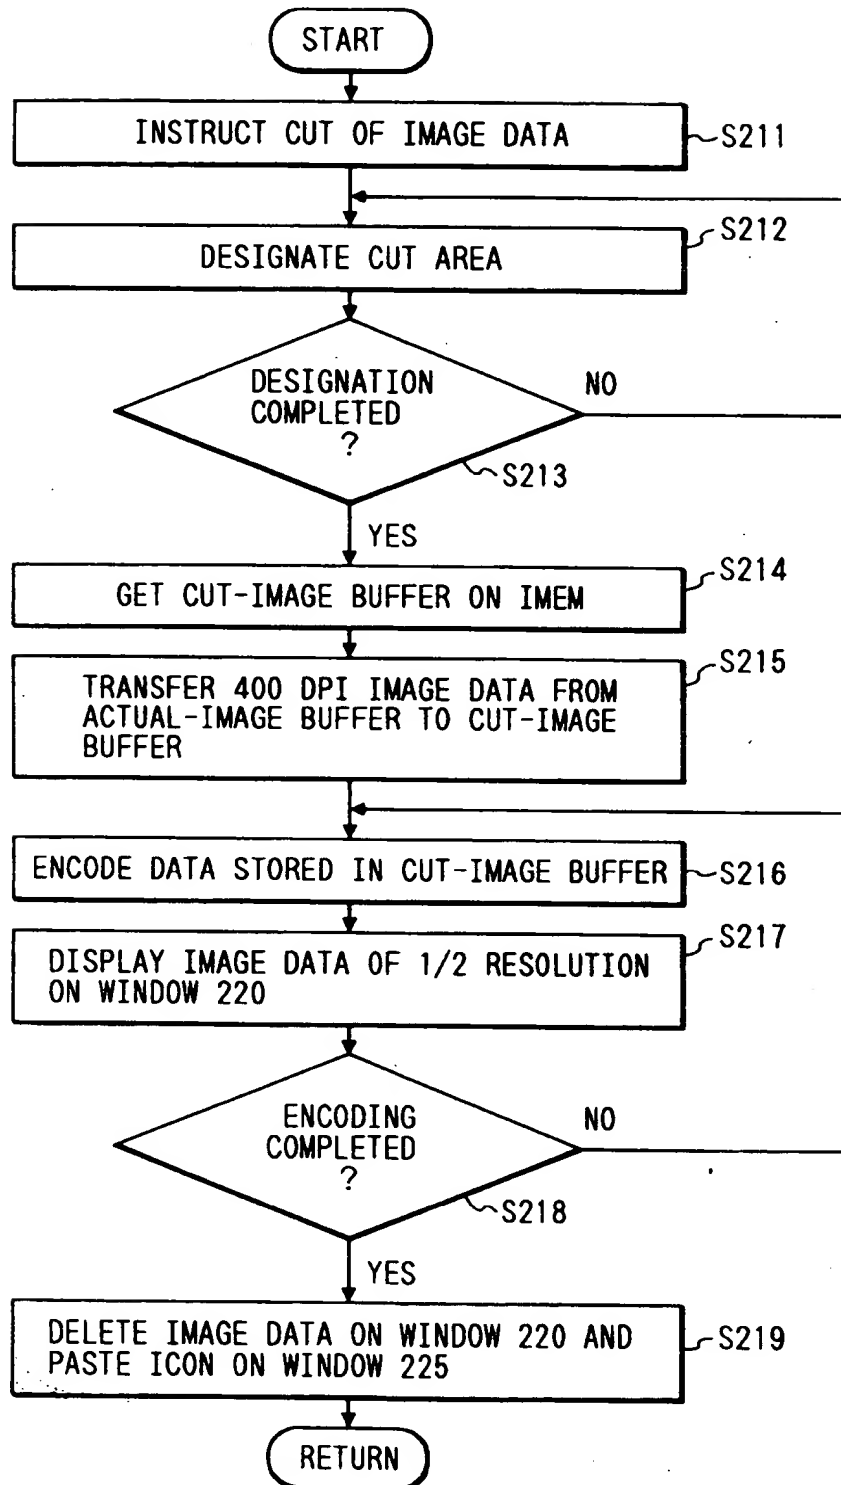 START
INSTRUCT CUT OF IMAGE DATA
S211
S212
DESIGNATE CUT AREA
DESIGNATION
COMPLETED
?
NO
S213
YES
S214
GET CUT-IMAGE BUFFER ON IMEM
S215
TRANSFER 400 DPI IMAGE DATA FROM
ACTUAL-IMAGE BUFFER TO CUT-IMAGE
BUFFER
ENCODE DATA STORED IN CUT-IMAGE BUFFER
S216
S217
DISPLAY IMAGE DATA OF 1/2 RESOLUTION
ON WINDOW 220
ENCODING
COMPLETED
?
NO
S218
YES
DELETE IMAGE DATA ON WINDOW 220 AND
PASTE ICON ON WINDOW 225
S219
RETURN